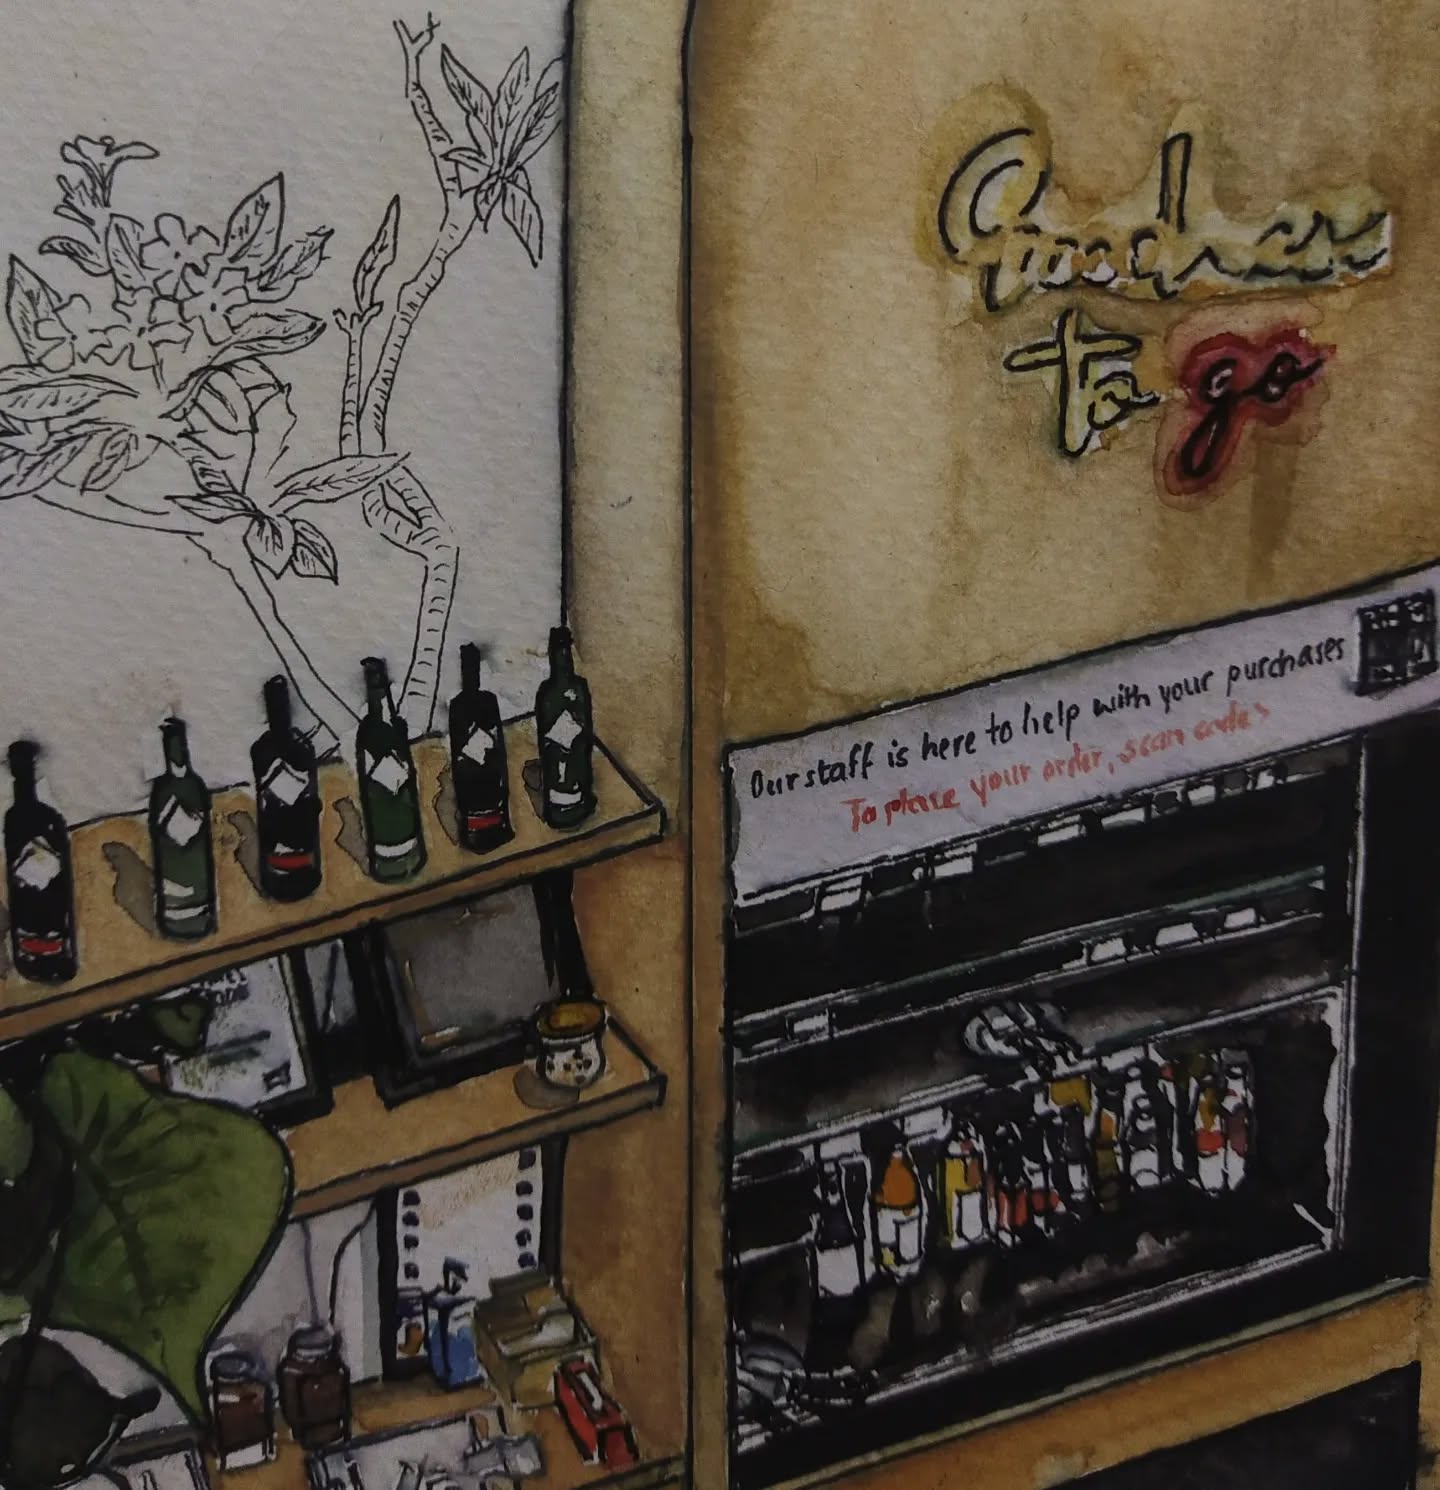 to go
Our staff is here to help with your purchases
To place your order, scan codes